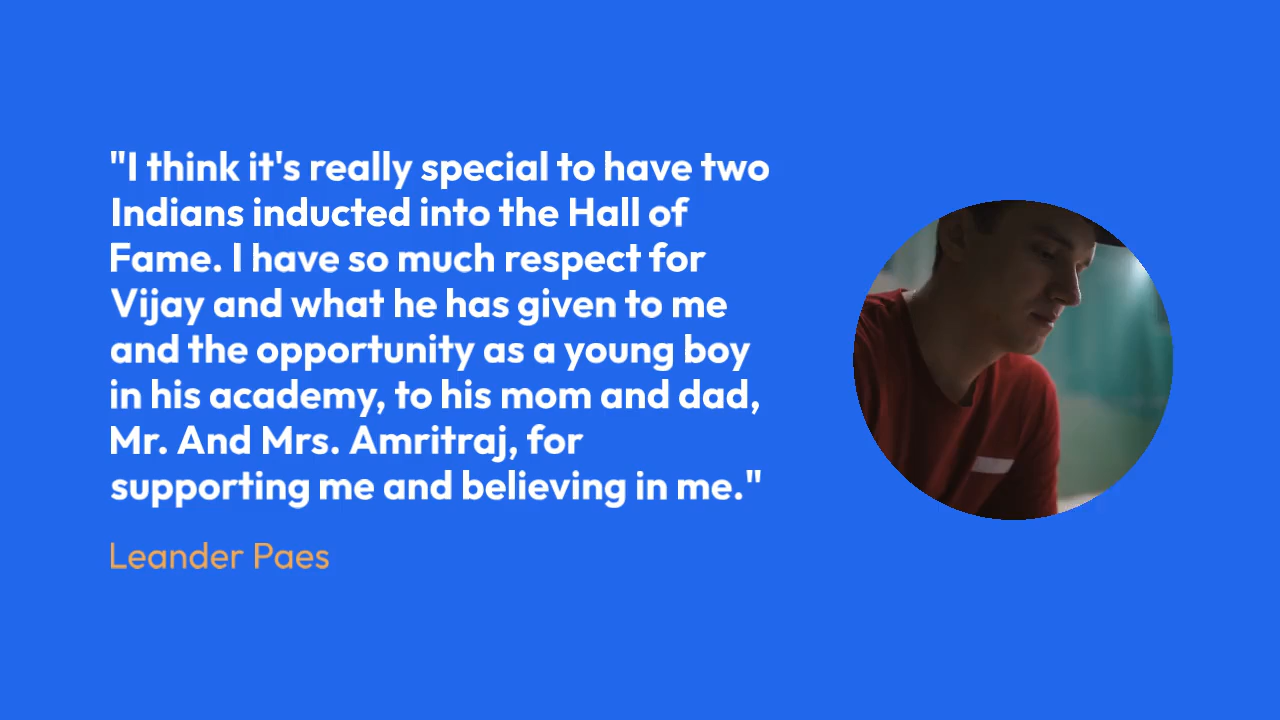 "I think it's really special to have two
Indians inducted into the Hall of
Fame. I have so much respect for
Vijay and what he has given to me
and the opportunity as a young boy
in his academy, to his mom and dad,
Mr. And Mrs. Amritraj, for
supporting me and believing in me."
Leander Paes